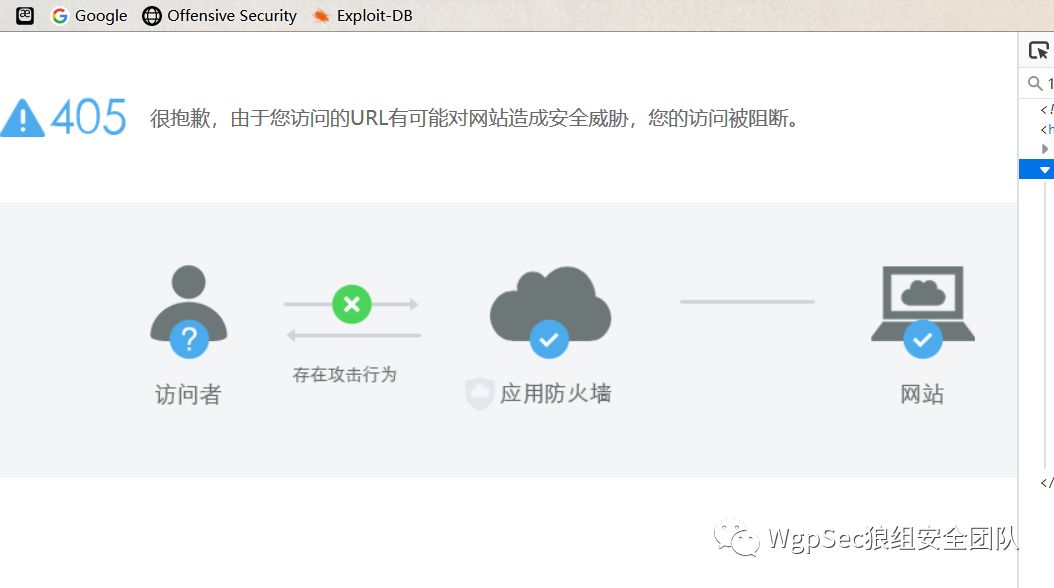 Google Offensive Security Exploit-DB
405 很抱歉，由于您访问的URL有可能对网站造成安全威胁，您的访问被阻断。
?
存在攻击行为
访问者 应用防火墙 网站
WgpSec狼组安全团队